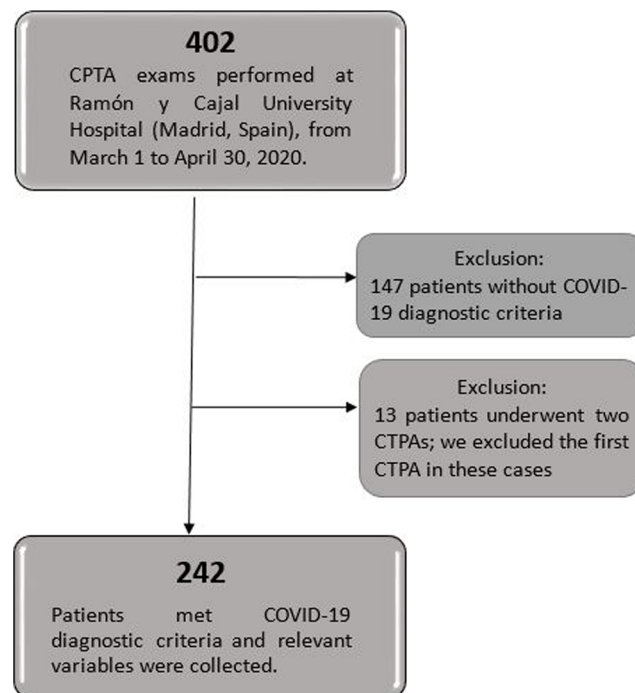 402
CPTA exams performed at
Ramón y Cajal University
Hospital (Madrid, Spain), from
March 1 to April 30, 2020.
Exclusion:
147 patients without COVID-
19 diagnostic criteria
Exclusion:
13 patients underwent two
CTPAs; we excluded the first
CTPA in these cases
242
Patients met COVID-19
diagnostic criteria and relevant
variables were collected.